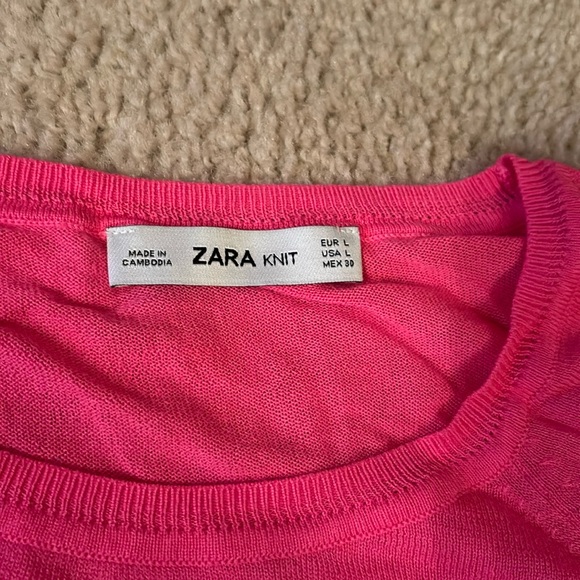 MADE IN
CAMBODIA
ZARA KNIT
EUR L
USA L
MEX 30